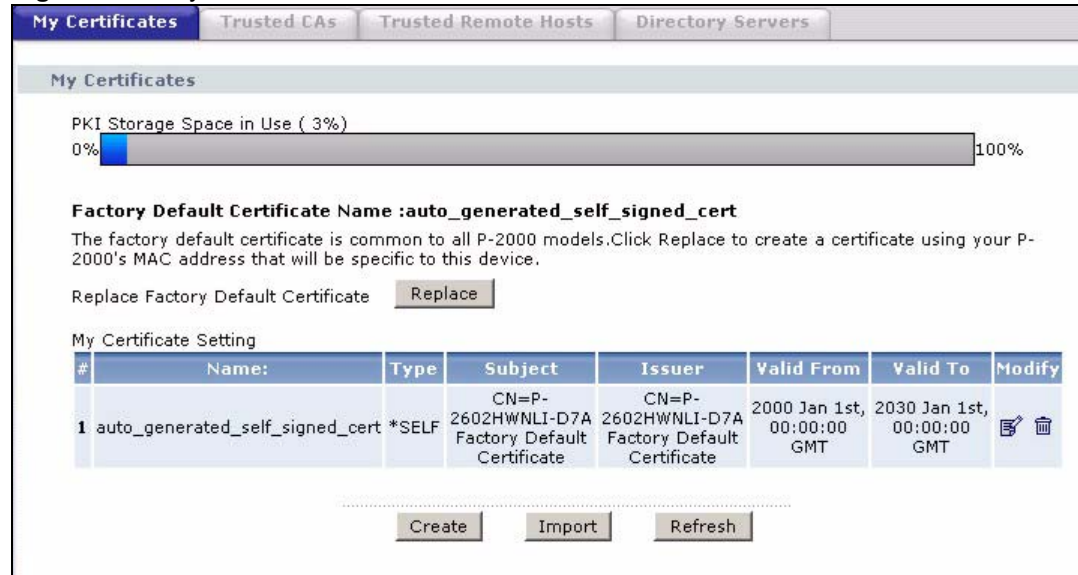 My Certificates Trusted CAs Trusted Remote Hosts Directory Servers
My Certificates
PKI Storage Space in Use ( 3%)
0% 100%
Factory Default Certificate Name :auto_generated_self_signed_cert
The factory default certificate is common to all P-2000 models.Click Replace to create a certificate using your P-
2000's MAC address that will be specific to this device.
Replace Factory Default Certificate Replace
My Certificate Setting
# Name: Type Subject Issuer Valid From Valid To Modify
1 auto_generated_self_signed_cert *SELF CN=P-2602HWNLI-D7A Factory Default Certificate CN=P-2602HWNLI-D7A Factory Default Certificate 2000 Jan 1st, 00:00:00 GMT 2030 Jan 1st, 00:00:00 GMT
Create Import Refresh